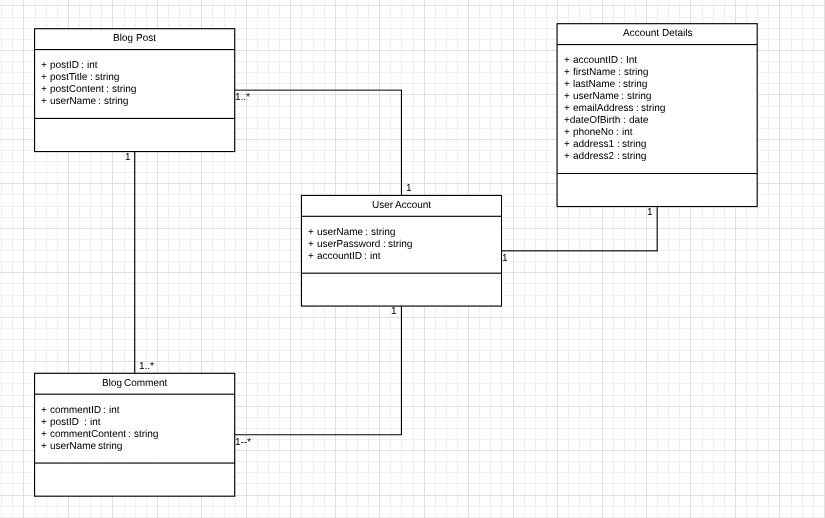 Blog Post
+ postID : int
+ postTitle : string
+ postContent : string
+ userName : string
1..*
1
Account Details
+ accountID : Int
+ firstName : string
+ lastName : string
+ userName : string
+ emailAddress : string
+dateOfBirth : date
+ phoneNo : int
+ address1 : string
+ address2 : string
1
1
User Account
+ userName : string
+ userPassword : string
+ accountID : int
1
1
1..*
Blog Comment
+ commentID : int
+ postID : int
+ commentContent : string
+ userName string
1--*